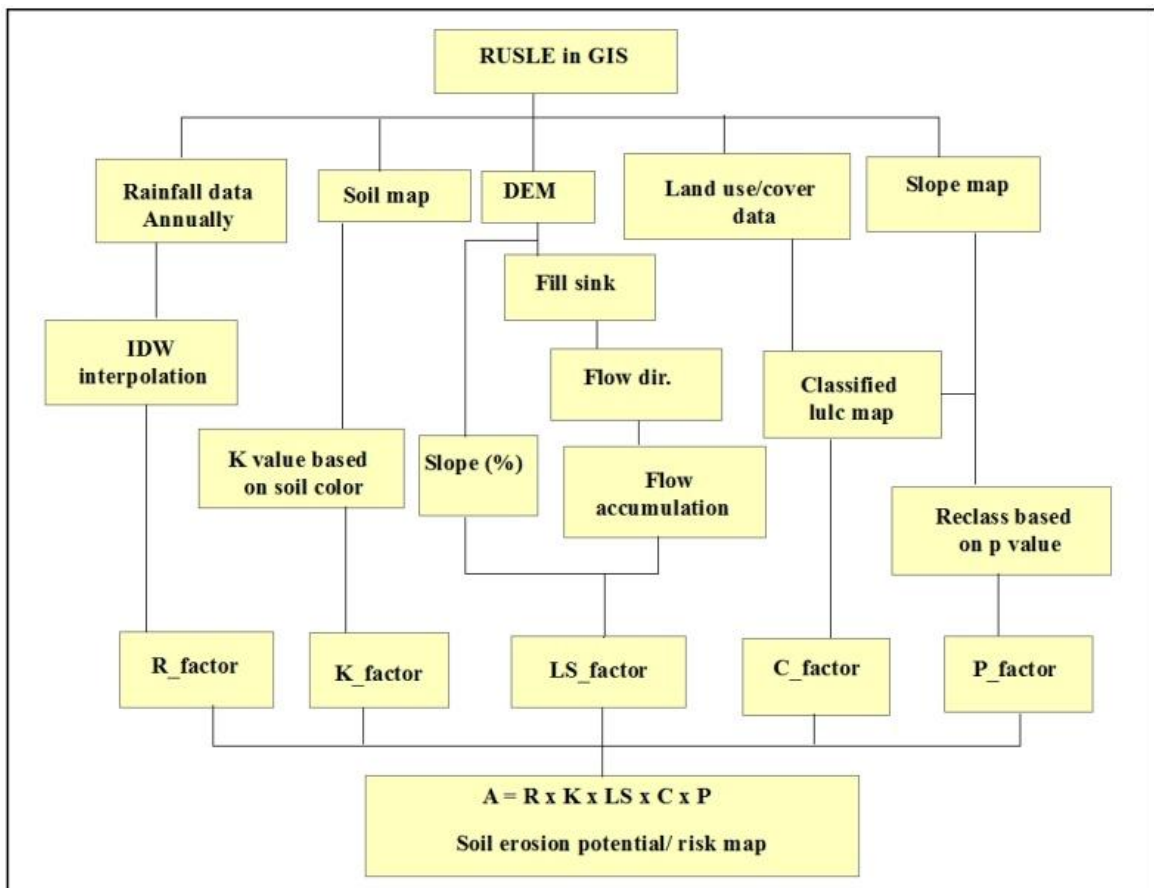 RUSLE in GIS
Rainfall data
Annually
Soil map
DEM
Land use/cover
data
Slope map
Fill sink
IDW
interpolation
Flow dir.
Classified
lulc map
K value based
on soil color
Slope (%)
Flow
accumulation
Reclass based
on p value
R_factor
K_factor
LS_factor
C_factor
P_factor
A = R x K x LS x C x P
Soil erosion potential/ risk map